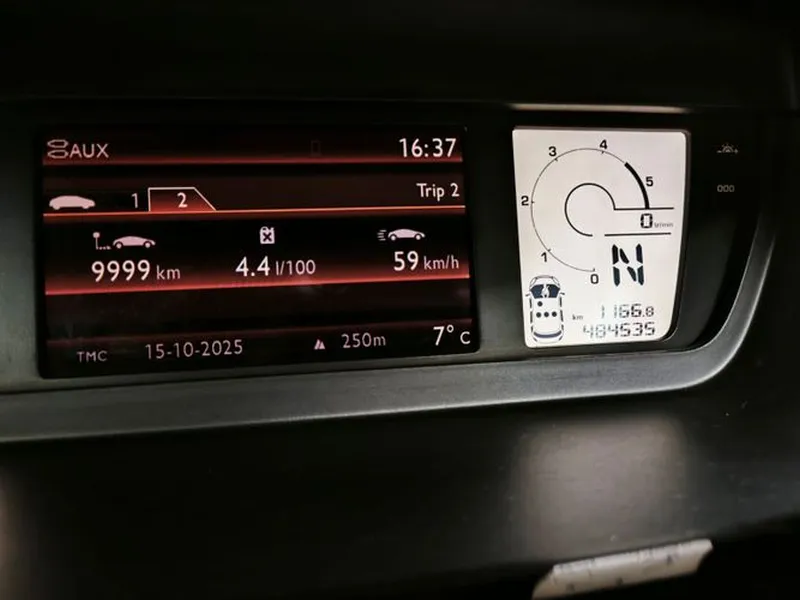 AUX 16:37
1 2 Trip 2
9999 km 4.4 l/100 59 km/h
TMC 15-10-2025 250m 7° C
0 1 2 3 4 5
0
N
km 1166.8
484535